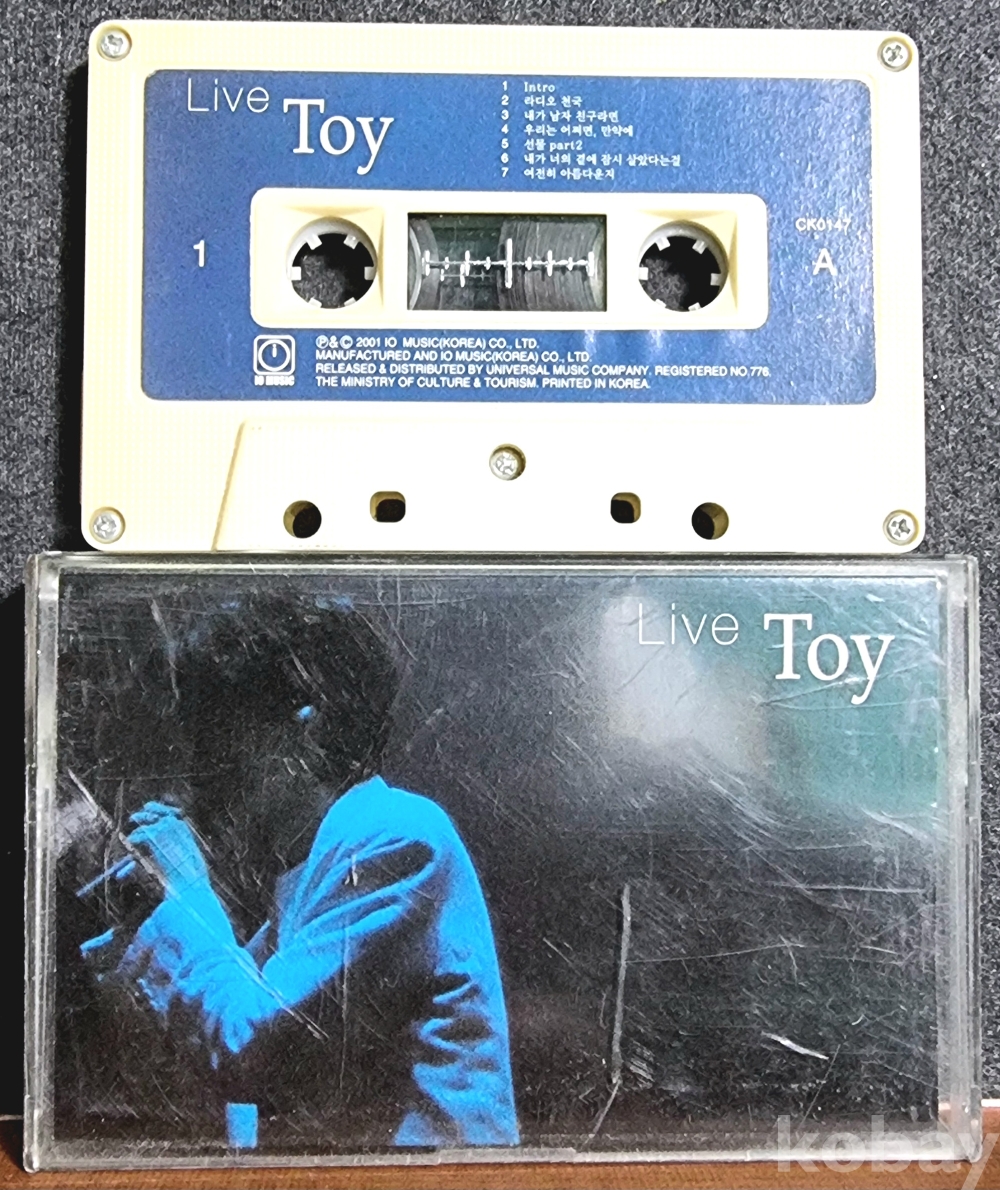 Live Toy
1 Intro
2 라디오 천국
3 내가 남자 친구라면
4 우리는 어쩌면, 만약에
5 선물 part2
6 내가 너의 곁에 잠시 살았다는걸
7 여전히 아름다운지
CK0147
1
A
IO MUSIC
℗&© 2001 IO MUSIC(KOREA) CO., LTD.
MANUFACTURED AND IO MUSIC(KOREA) CO., LTD.
RELEASED & DISTRIBUTED BY UNIVERSAL MUSIC COMPANY. REGISTERED NO.776.
THE MINISTRY OF CULTURE & TOURISM. PRINTED IN KOREA.
Live Toy
kobay